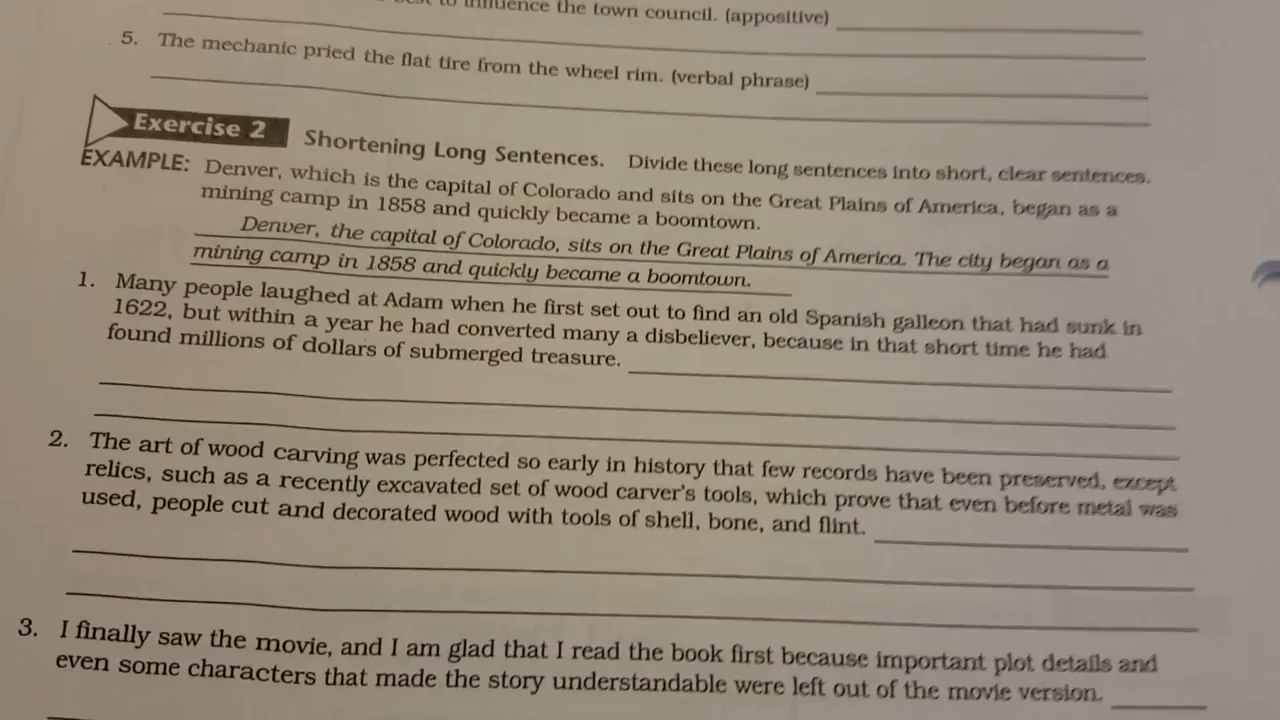 to influence the town council. (appositive)
5. The mechanic pried the flat tire from the wheel rim. (verbal phrase)
Exercise 2 Shortening Long Sentences. Divide these long sentences into short, clear sentences.
EXAMPLE: Denver, which is the capital of Colorado and sits on the Great Plains of America, began as a
mining camp in 1858 and quickly became a boomtown.
Denver, the capital of Colorado, sits on the Great Plains of America. The city began as a
mining camp in 1858 and quickly became a boomtown.
1. Many people laughed at Adam when he first set out to find an old Spanish galleon that had sunk in
1622, but within a year he had converted many a disbeliever, because in that short time he had
found millions of dollars of submerged treasure.
2. The art of wood carving was perfected so early in history that few records have been preserved, except
relics, such as a recently excavated set of wood carver's tools, which prove that even before metal was
used, people cut and decorated wood with tools of shell, bone, and flint.
3. I finally saw the movie, and I am glad that I read the book first because important plot details and
even some characters that made the story understandable were left out of the movie version.